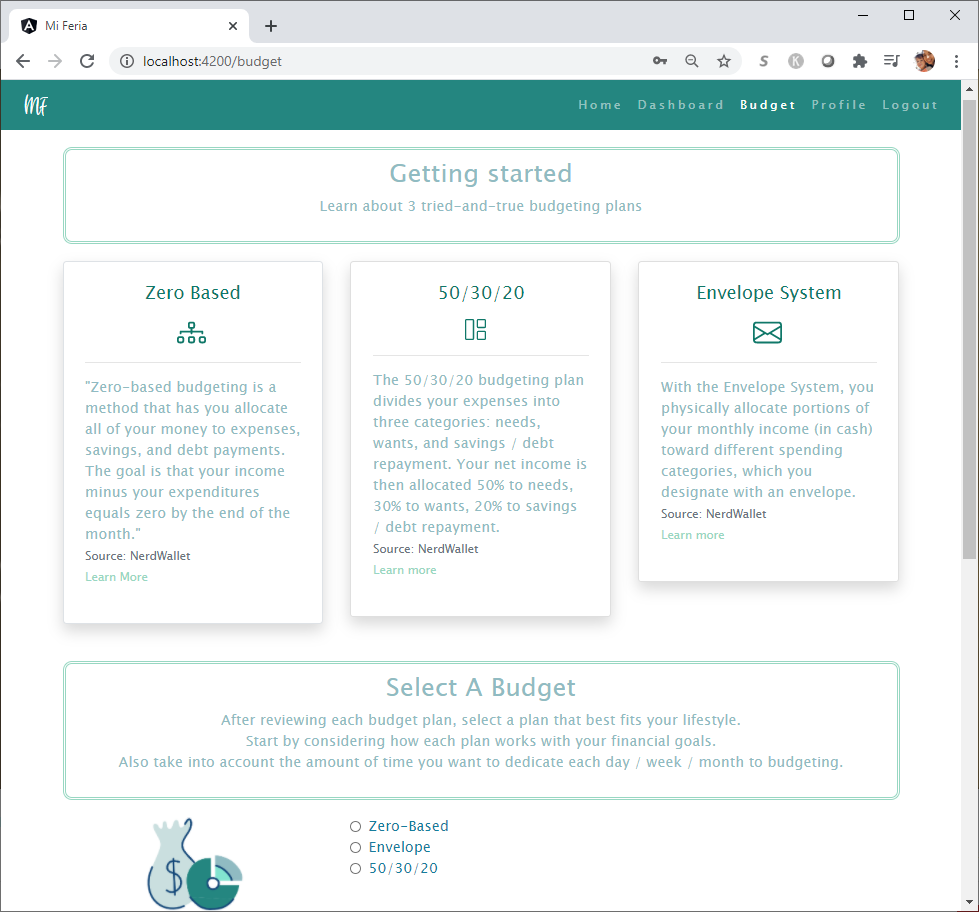 Mi Feria
localhost:4200/budget
MF
Home Dashboard Budget Profile Logout
Getting started
Learn about 3 tried-and-true budgeting plans
Zero Based
"Zero-based budgeting is a
method that has you allocate
all of your money to expenses,
savings, and debt payments.
The goal is that your income
minus your expenditures
equals zero by the end of the
month."
Source: NerdWallet
Learn More
50/30/20
The 50/30/20 budgeting plan
divides your expenses into
three categories: needs,
wants, and savings / debt
repayment. Your net income is
then allocated 50% to needs,
30% to wants, 20% to savings
/ debt repayment.
Source: NerdWallet
Learn more
Envelope System
With the Envelope System, you
physically allocate portions of
your monthly income (in cash)
toward different spending
categories, which you
designate with an envelope.
Source: NerdWallet
Learn more
Select A Budget
After reviewing each budget plan, select a plan that best fits your lifestyle.
Start by considering how each plan works with your financial goals.
Also take into account the amount of time you want to dedicate each day / week / month to budgeting.
$
Zero-Based
Envelope
50/30/20